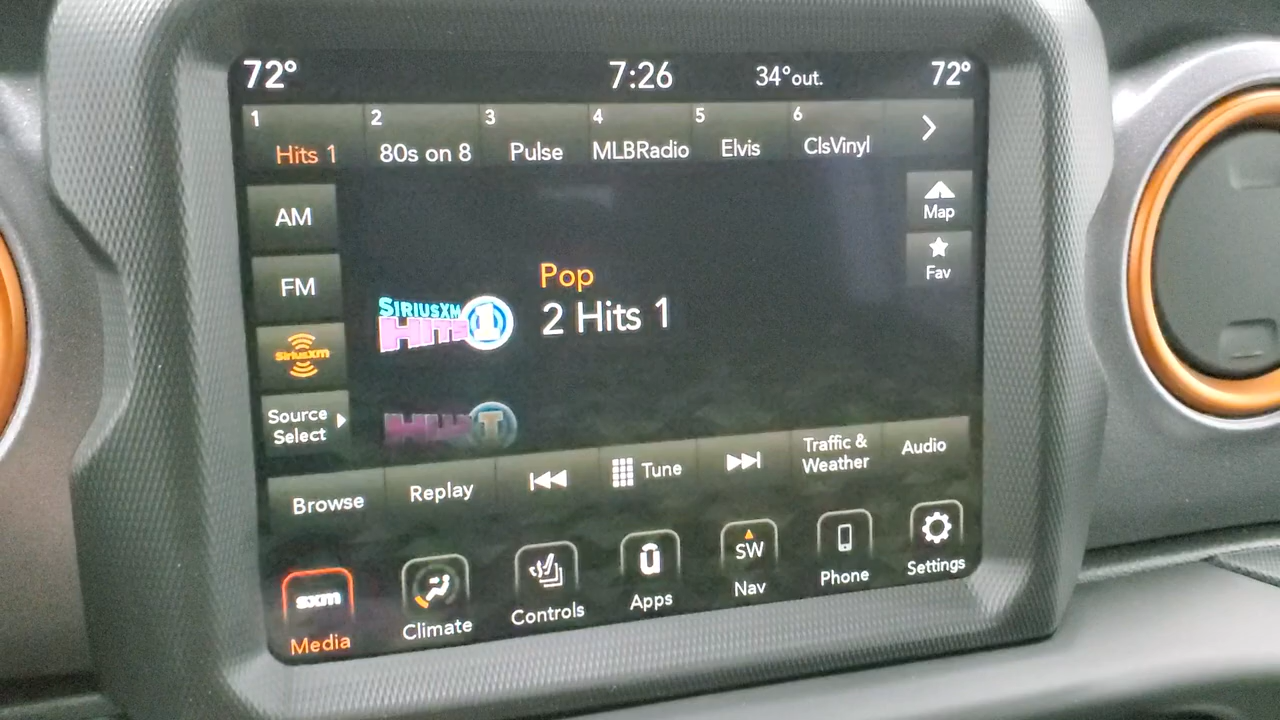 72° 7:26 34°out. 72°
1 2 3 4 5 6
Hits 1 80s on 8 Pulse MLBRadio Elvis ClsVinyl
AM
Map
FM
Fav
Pop
2 Hits 1
SIRIUSXM
HITS 1
SiriusXm
Source
Select
Browse Replay Tune Traffic &
Weather Audio
sxm
Media
Climate
Controls
Apps
SW
Nav
Phone
Settings